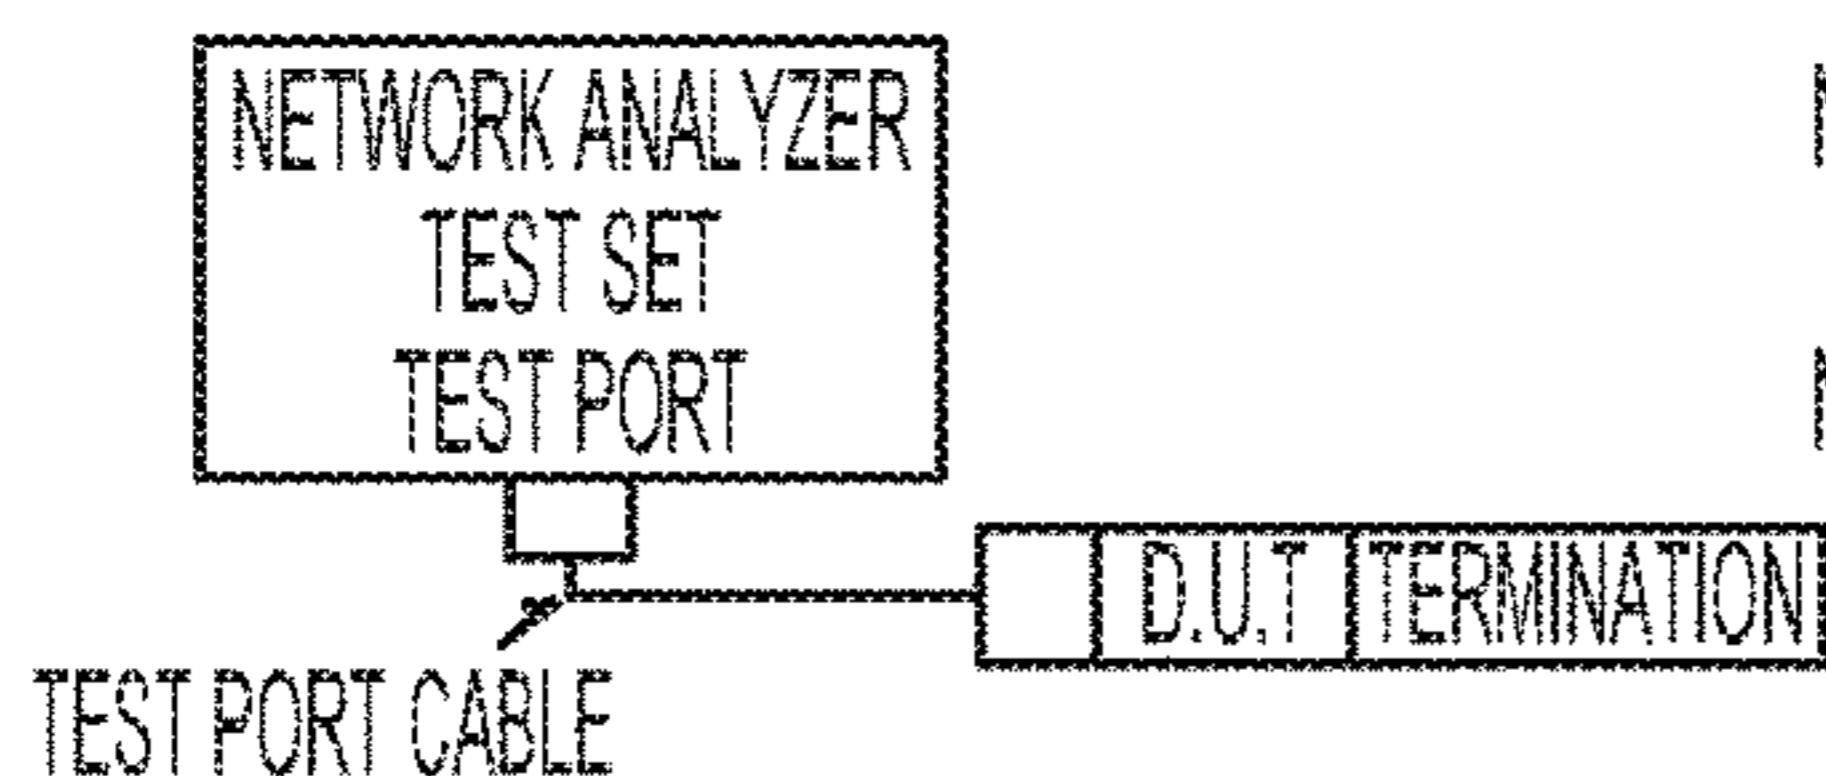 NETWORK ANALYZER
TEST SET
TEST PORT
D.U.T
TERMINATION
TEST PORT CABLE